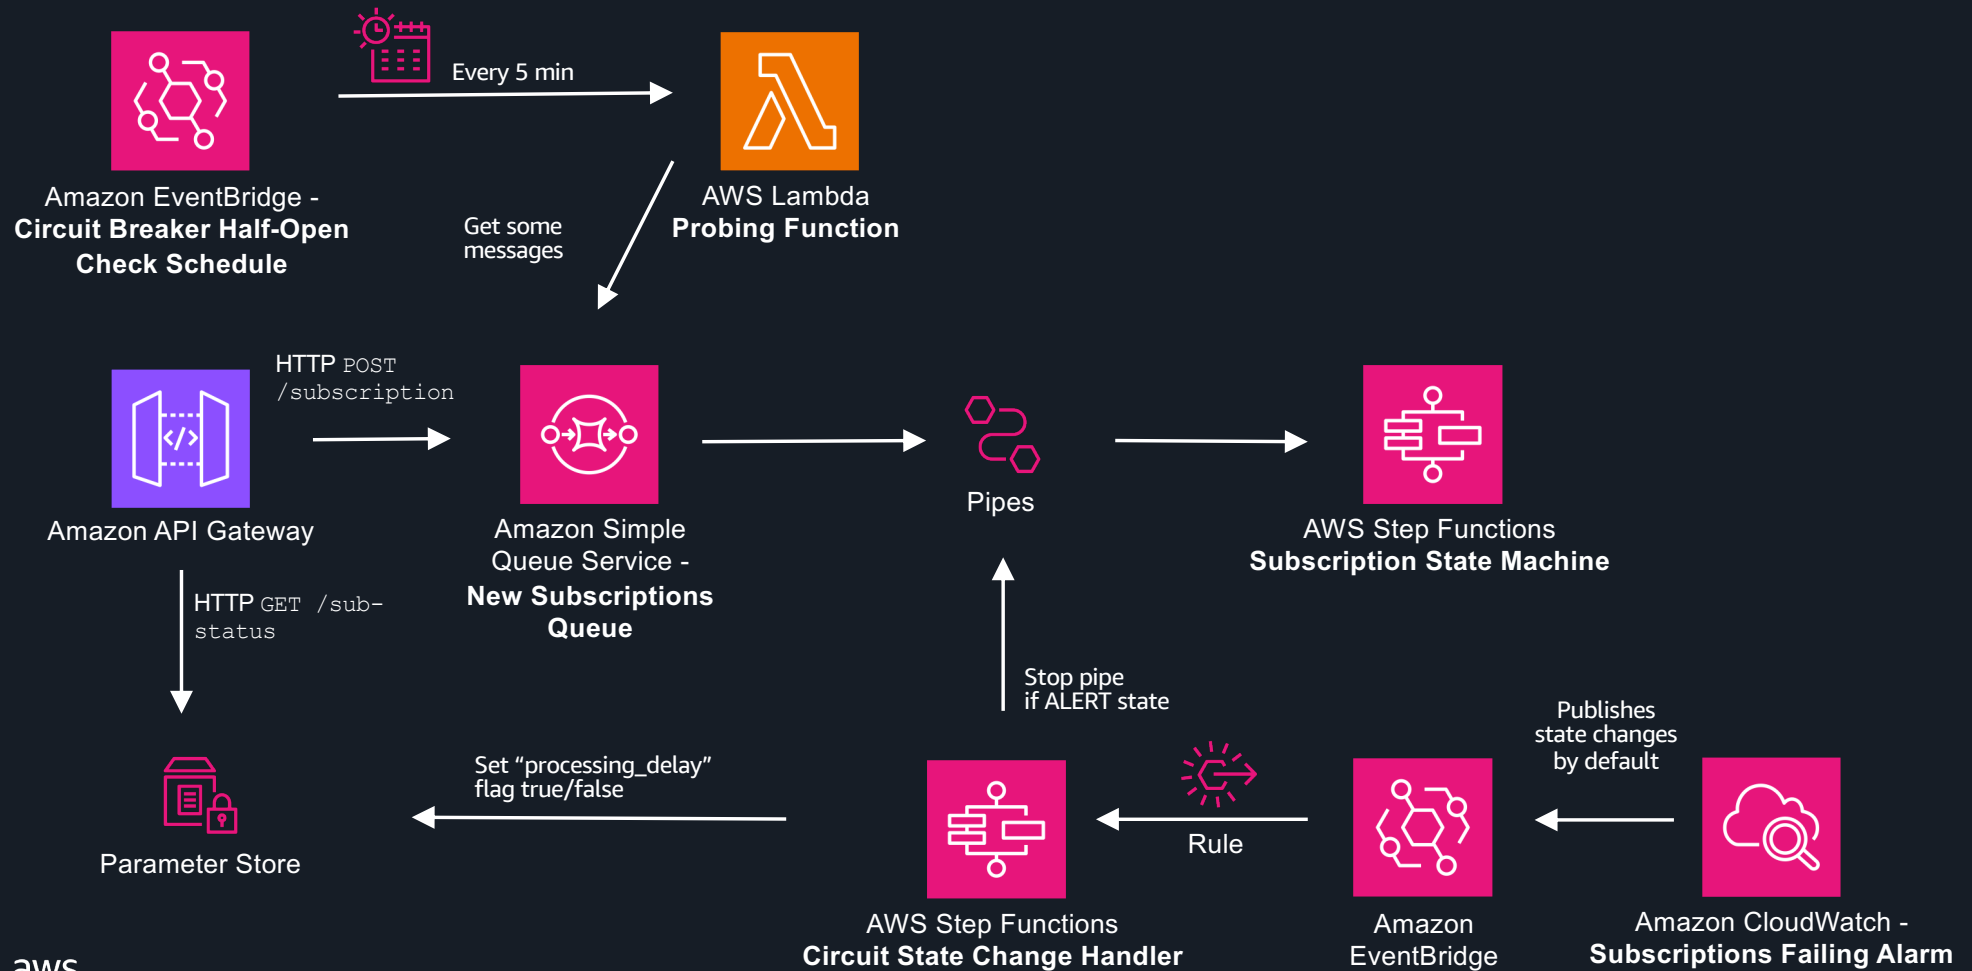 Every 5 min
Amazon EventBridge -
Circuit Breaker Half-Open
Check Schedule
AWS Lambda
Probing Function
Get some
messages
HTTP POST
/subscription
Amazon API Gateway
Amazon Simple
Queue Service -
New Subscriptions
Queue
Pipes
AWS Step Functions
Subscription State Machine
HTTP GET /sub-
status
Stop pipe
if ALERT state
Publishes
state changes
by default
Set “processing_delay”
flag true/false
Rule
Parameter Store
AWS Step Functions
Circuit State Change Handler
Amazon
EventBridge
Amazon CloudWatch -
Subscriptions Failing Alarm
aws